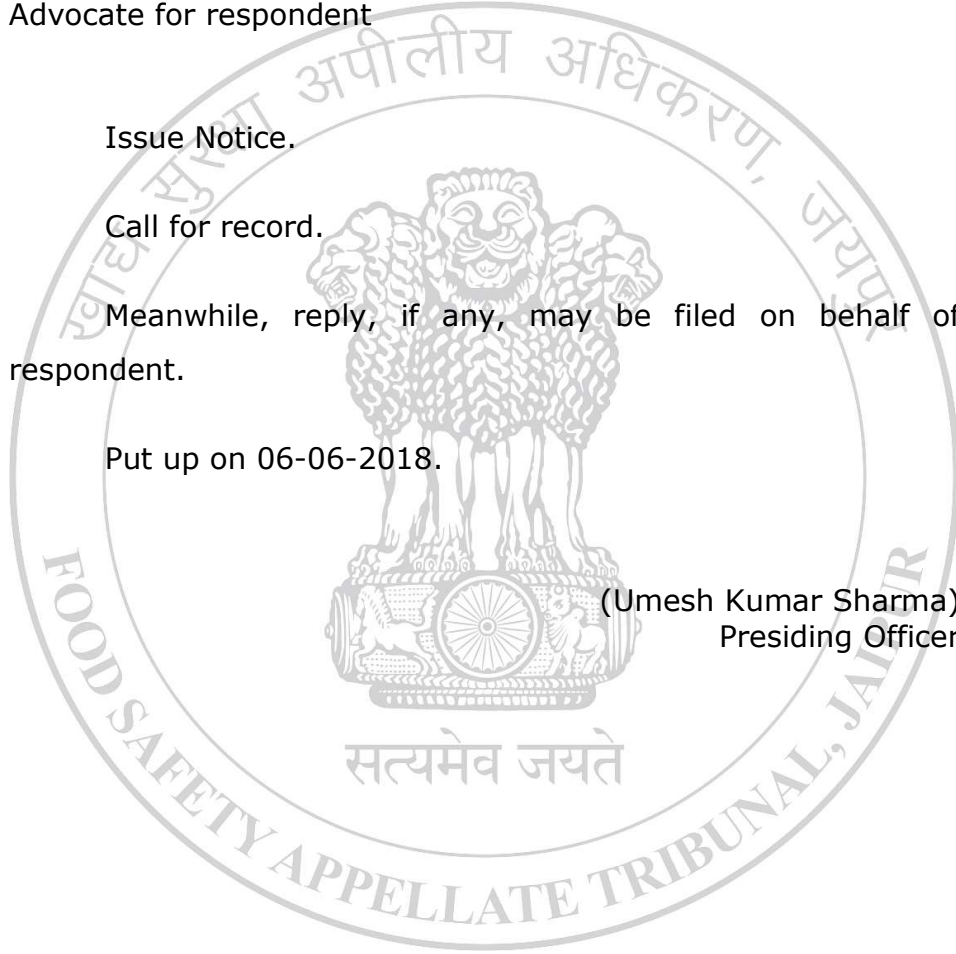 Advocate for respondent
खाद्य सुरक्षा अपीलीय अधिकरण, जयपुर
Issue Notice.
Call for record.
Meanwhile, reply, if any, may be filed on behalf of
respondent.
Put up on 06-06-2018.
(Umesh Kumar Sharma)
Presiding Officer
सत्यमेव जयते
FOOD SAFETY APPELLATE TRIBUNAL, JAIPUR